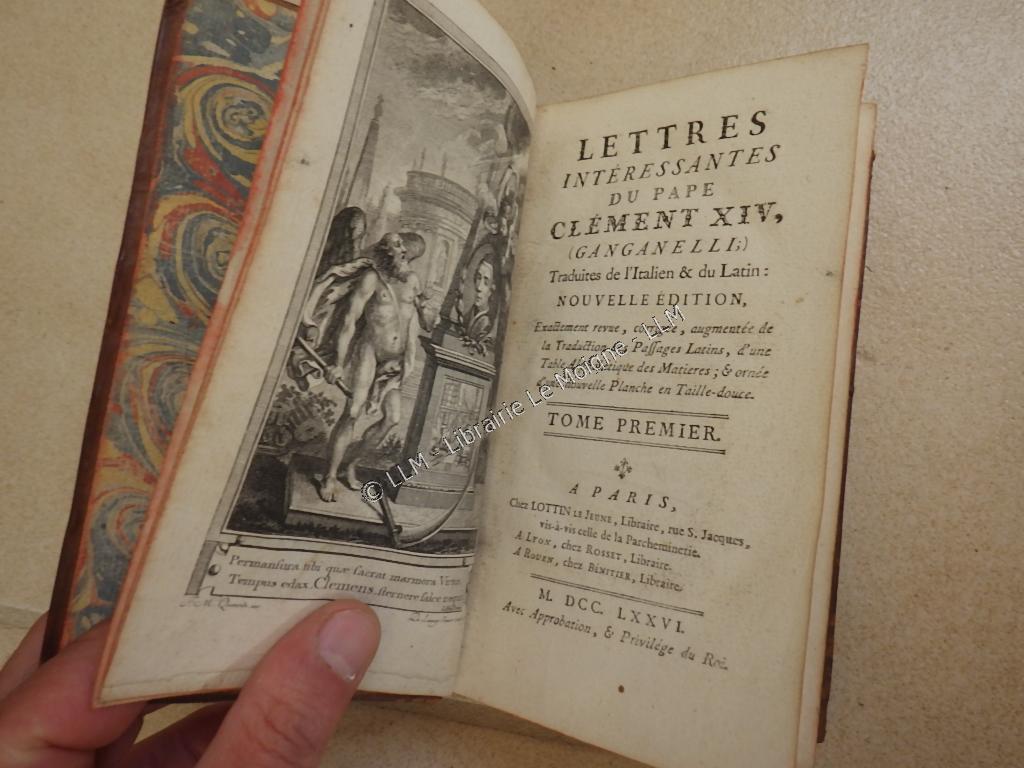 Permansura tibi quæ sacrat marmora Virtus
Tempus edax, Clemens, sternere falce
LETTRES
INTÉRESSANTES
DU PAPE
CLÉMENT XIV,
(GANGANELLI;)
Traduites de l'Italien & du Latin:
NOUVELLE ÉDITION,
Exactement revue, corrigée, augmentée de
la Traduction des Passages Latins, d'une
Table Alphabétique des Matieres; & ornée
d'une nouvelle Planche en Taille-douce.
TOME PREMIER.
A PARIS,
Chez LOTTIN LE JEUNE, Libraire, rue S. Jacques,
vis-à-vis celle de la Parcheminerie.
A LYON, chez ROSSET, Libraire.
A ROUEN, chez BÉNITIER, Libraire.
M. DCC. LXXVI.
Avec Approbation, & Privilége du Roi.
© LLM - Librairie Le Moigne LLM